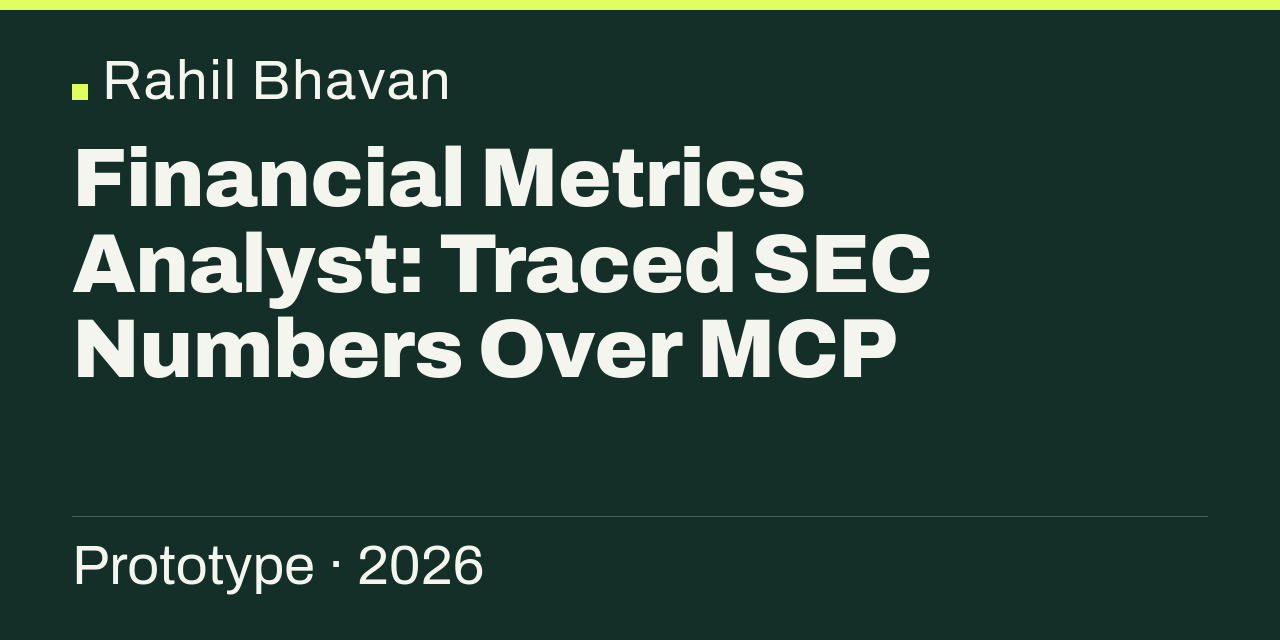 Rahil Bhavan
Financial Metrics
Analyst: Traced SEC
Numbers Over MCP
Prototype · 2026